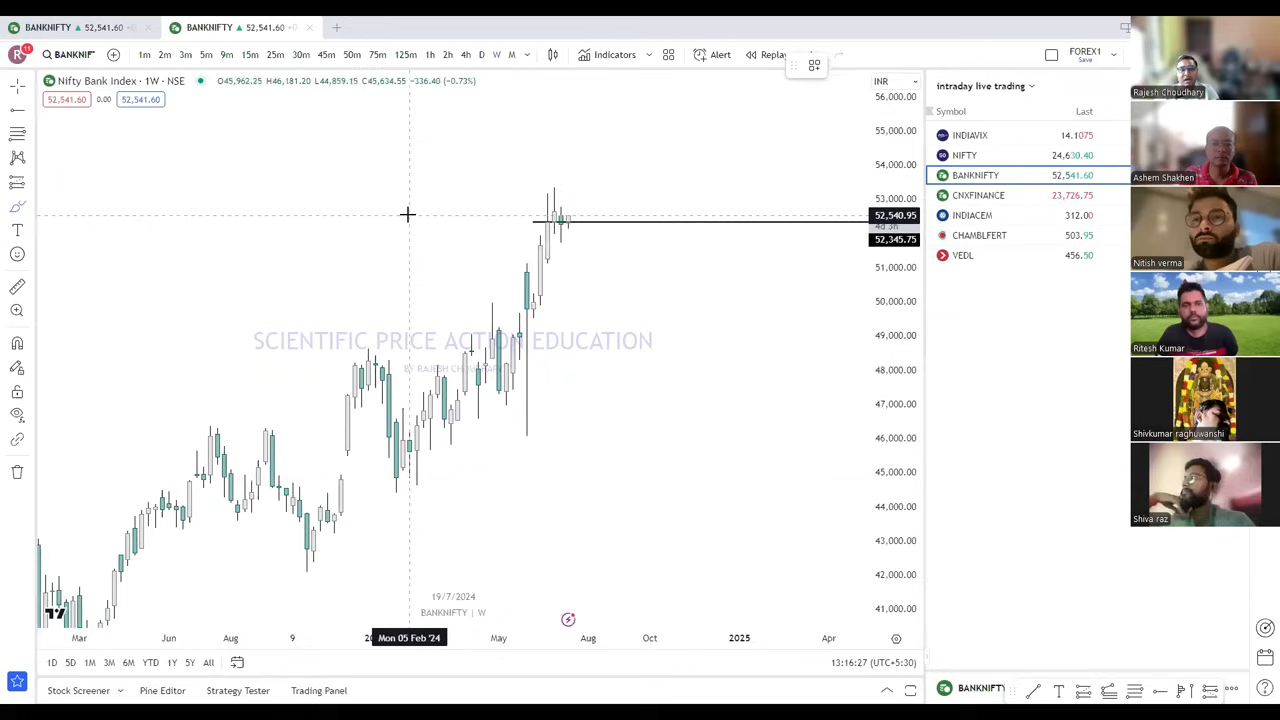 BANKNIFTY ▲ 52,541.60
BANKNIFTY ▲ 52,541.60
R 11 BANKNIF 1m 2m 3m 5m 9m 15m 25m 30m 45m 50m 75m 125m 1h 2h 4h D W M Indicators Alert Replay FOREX1
Save
Nifty Bank Index · 1W · NSE O45,962.25 H46,181.20 L44,859.15 C45,634.55 −336.40 (−0.73%) INR
52,541.60 0.00 52,541.60
intraday live trading
Symbol Last
INDIAVIX 14.1075
NIFTY 24,630.40
BANKNIFTY 52,541.60
CNXFINANCE 23,726.75
INDIACEM 312.00
CHAMBLFERT 503.95
VEDL 456.50
56,000.00
55,000.00
54,000.00
53,000.00
52,540.95
4d 3h
52,345.75
51,000.00
50,000.00
49,000.00
48,000.00
47,000.00
46,000.00
45,000.00
44,000.00
43,000.00
42,000.00
41,000.00
SCIENTIFIC PRICE ACTION EDUCATION
19/7/2024
BANKNIFTY | W
Mar Jun Aug 9 Mon 05 Feb '24 May Aug Oct 2025 Apr
1D 5D 1M 3M 6M YTD 1Y 5Y All 13:16:27 (UTC+5:30)
Stock Screener Pine Editor Strategy Tester Trading Panel
BANKNIFTY
Rajesh Choudhary
Ashem Shakhen
Nitish verma
Ritesh Kumar
Shivkumar raghuwanshi
Shiva raz